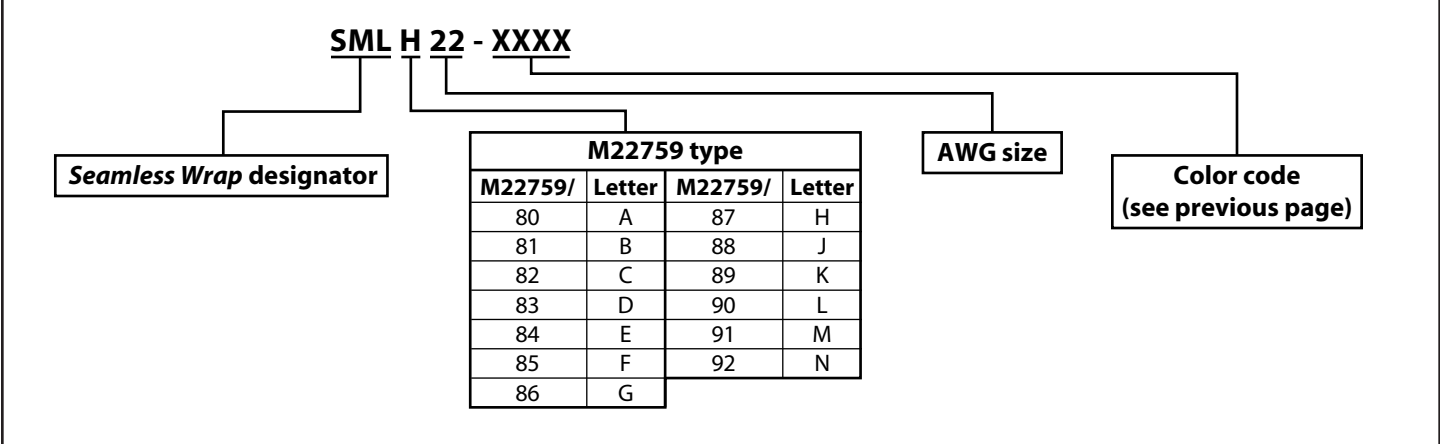 SML H 22 - XXXX
Seamless Wrap designator
M22759 type
M22759/ Letter M22759/ Letter
80 A 87 H
81 B 88 J
82 C 89 K
83 D 90 L
84 E 91 M
85 F 92 N
86 G
AWG size
Color code
(see previous page)